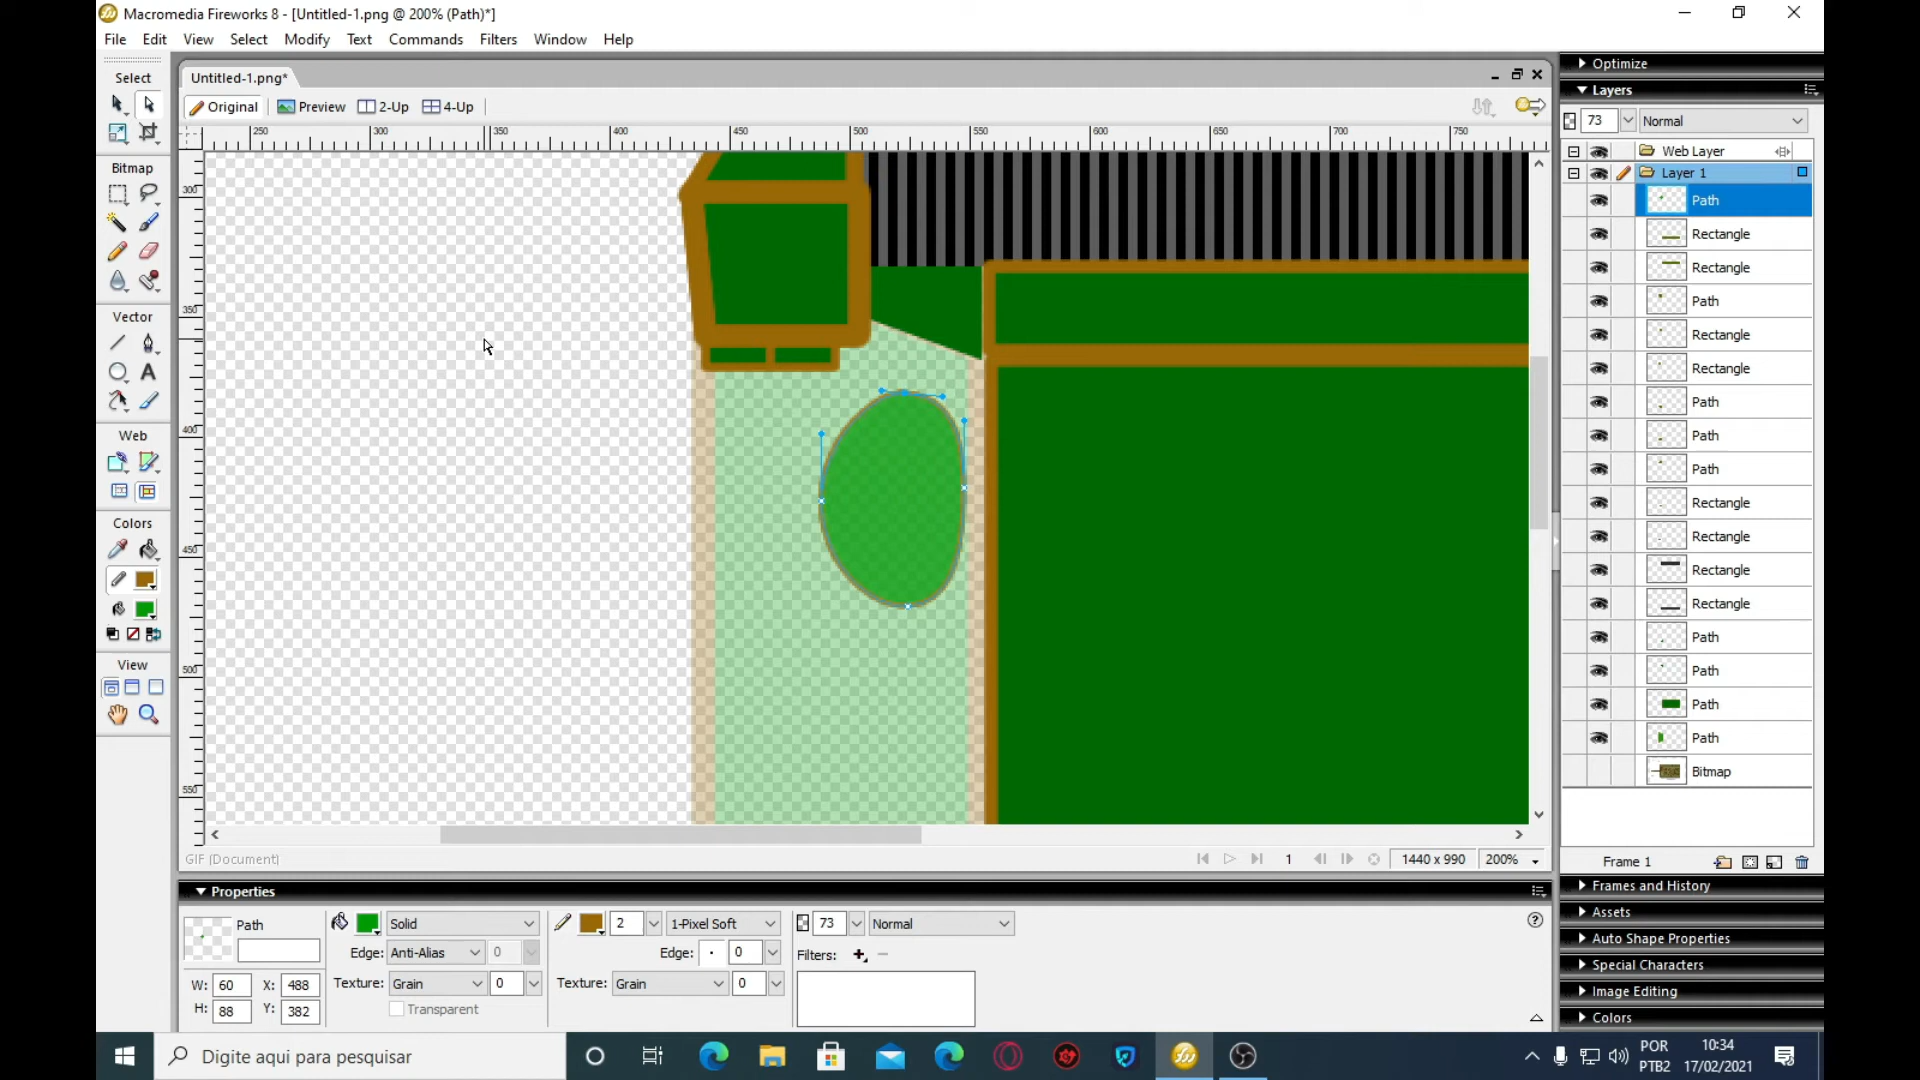 Macromedia Fireworks 8 - [Untitled-1.png @ 200% (Path)*]
File Edit View Select Modify Text Commands Filters Window Help
Select
Bitmap
Vector
A
Web
Colors
View
Untitled-1.png*
Original Preview 2-Up 4-Up
250 300 350 400 450 500 550 600 650 700 750
300
350
400
450
500
550
GIF (Document)
1 1440 x 990 200%
Properties
Path
W: 60 X: 488
H: 88 Y: 382
Solid
Edge: Anti-Alias 0
Texture: Grain 0
Transparent
2 1-Pixel Soft
Edge: 0
Texture: Grain 0
73 Normal
Filters:
Optimize
Layers
73 Normal
Web Layer
Layer 1
Path
Rectangle
Rectangle
Path
Rectangle
Rectangle
Path
Path
Path
Rectangle
Rectangle
Rectangle
Rectangle
Path
Path
Path
Path
Bitmap
Frame 1
Frames and History
Assets
Auto Shape Properties
Special Characters
Image Editing
Colors
Digite aqui para pesquisar
POR
PTB2
10:34
17/02/2021